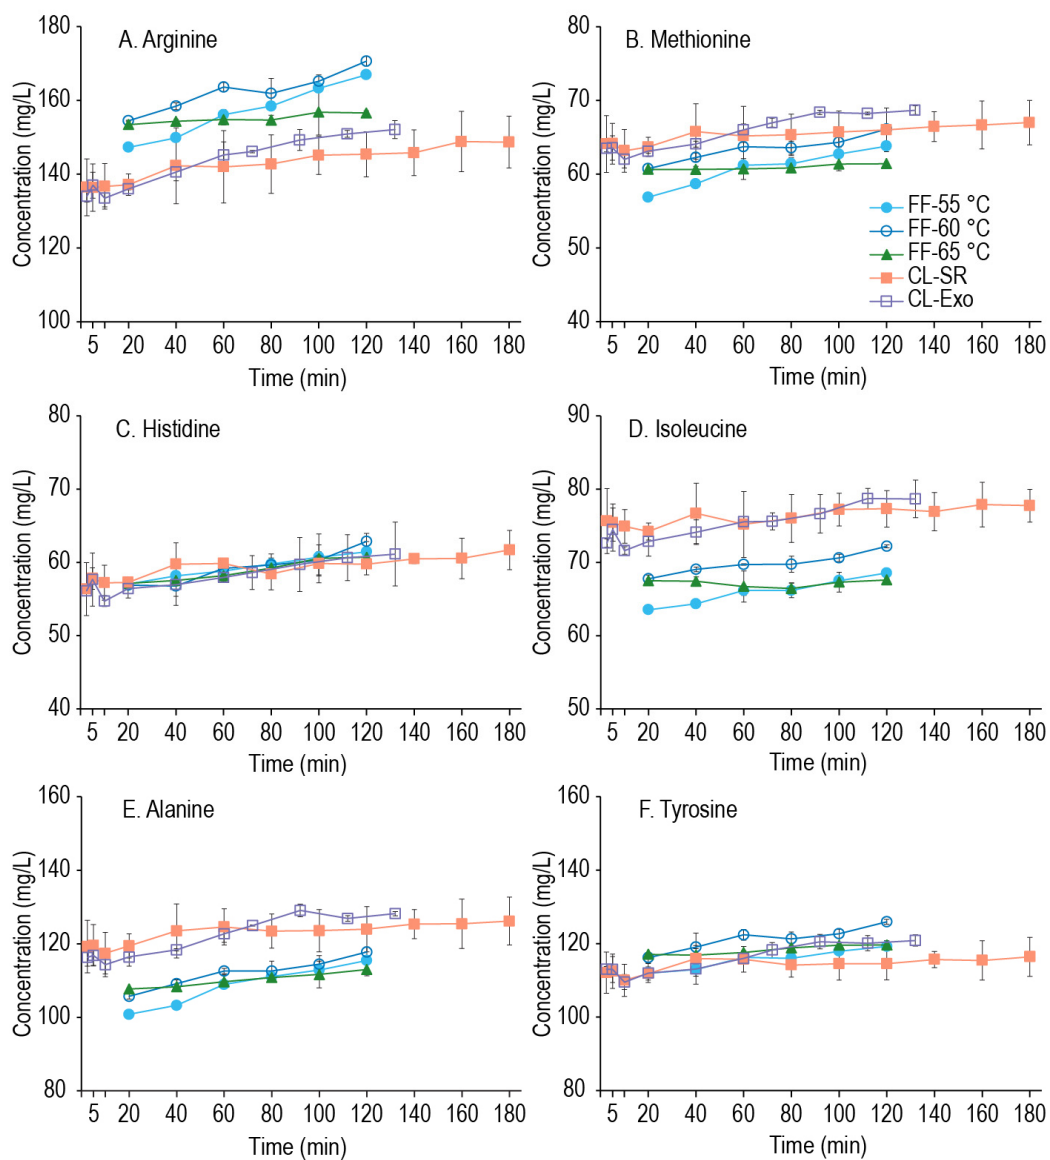 A. Arginine
Concentration (mg/L)
180
160
140
120
100
5 20 40 60 80 100 120 140 160 180
Time (min)
B. Methionine
Concentration (mg/L)
80
70
60
50
40
FF-55 °C
FF-60 °C
FF-65 °C
CL-SR
CL-Exo
5 20 40 60 80 100 120 140 160 180
Time (min)
C. Histidine
Concentration (mg/L)
80
70
60
50
40
5 20 40 60 80 100 120 140 160 180
Time (min)
D. Isoleucine
Concentration (mg/L)
90
80
70
60
50
5 20 40 60 80 100 120 140 160 180
Time (min)
E. Alanine
Concentration (mg/L)
160
140
120
100
80
5 20 40 60 80 100 120 140 160 180
Time (min)
F. Tyrosine
Concentration (mg/L)
160
140
120
100
80
5 20 40 60 80 100 120 140 160 180
Time (min)